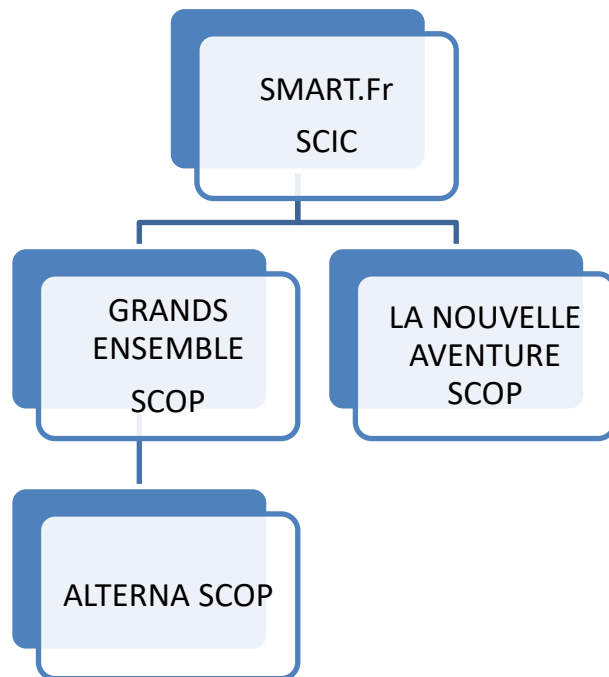 SMART.Fr
SCIC
GRANDS
ENSEMBLE
SCOP
LA NOUVELLE
AVENTURE
SCOP
ALTERNA SCOP